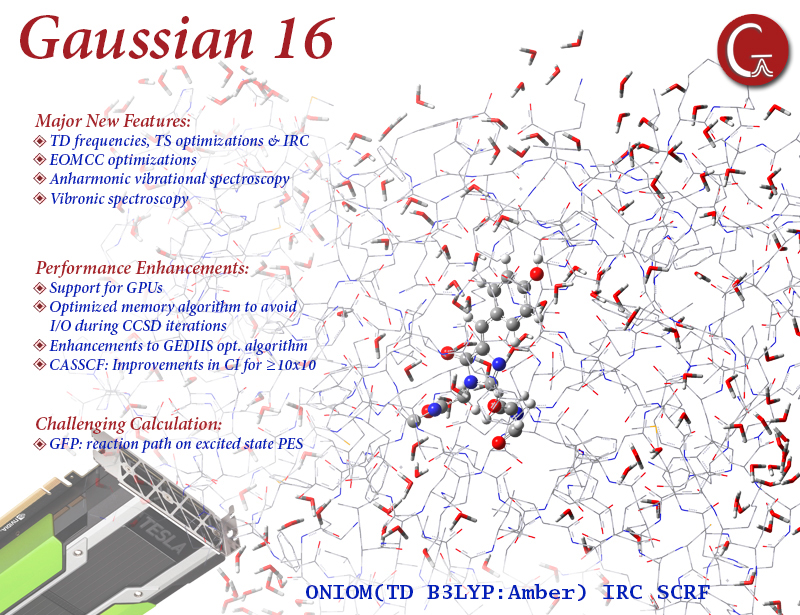 Gaussian 16
Major New Features:
TD frequencies, TS optimizations & IRC
EOMCC optimizations
Anharmonic vibrational spectroscopy
Vibronic spectroscopy
Performance Enhancements:
Support for GPUs
Optimized memory algorithm to avoid
I/O during CCSD iterations
Enhancements to GEDIIS opt. algorithm
CASSCF: Improvements in CI for ≥10x10
Challenging Calculation:
GFP: reaction path on excited state PES
TESLA
NVIDIA
ONIOM(TD B3LYP:Amber) IRC SCRF